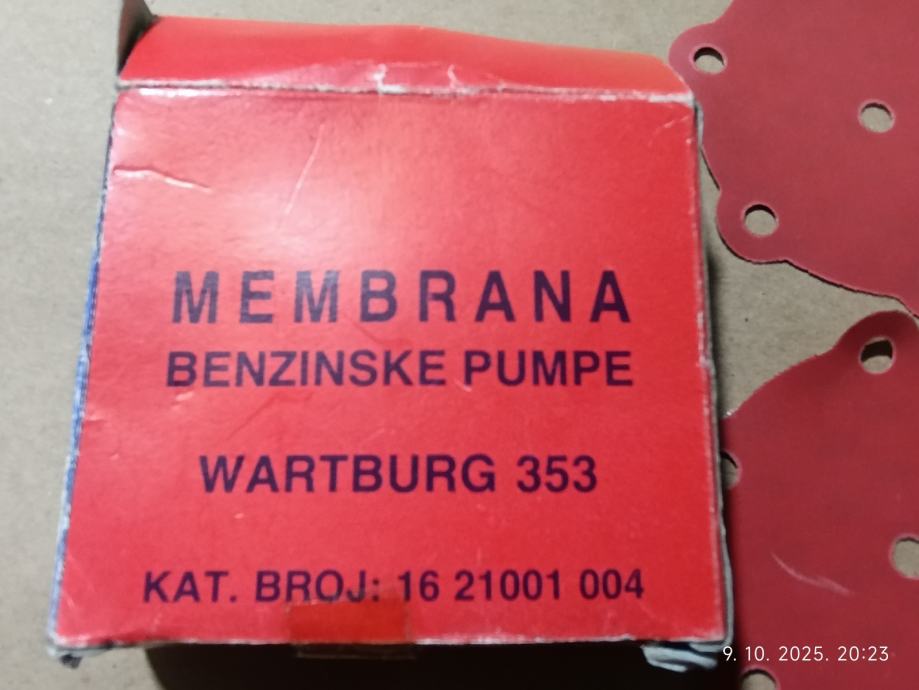 MEMBRANA
BENZINSKE PUMPE
WARTBURG 353
KAT. BROJ: 16 21001 004
9. 10. 2025. 20:23